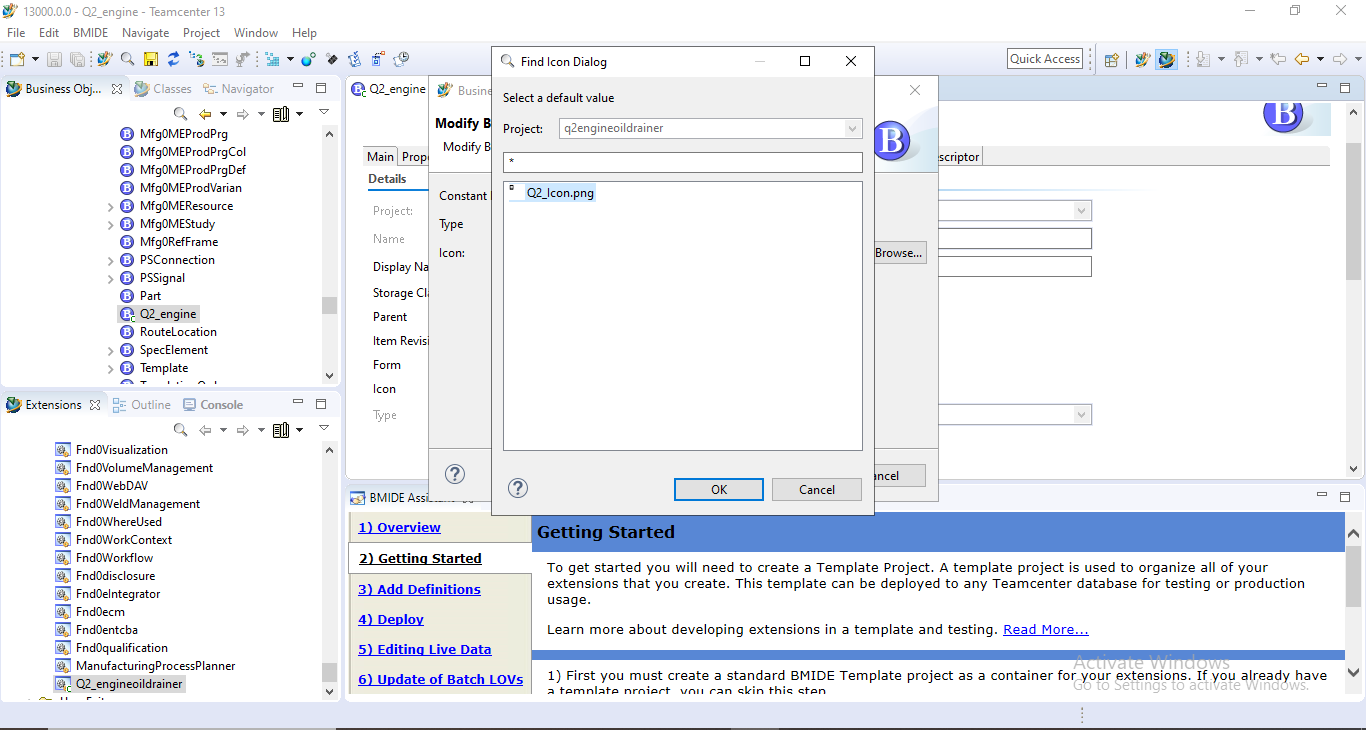 13000.0.0 - Q2_engine - Teamcenter 13
File Edit BMIDE Navigate Project Window Help
Quick Access
Business Obj...
Classes
Navigator
Mfg0MEProdPrg
Mfg0MEProdPrgCol
Mfg0MEProdPrgDef
Mfg0MEProdVarian
Mfg0MEResource
Mfg0MEStudy
Mfg0RefFrame
PSConnection
PSSignal
Part
Q2_engine
RouteLocation
SpecElement
Template
Extensions
Outline
Console
Fnd0Visualization
Fnd0VolumeManagement
Fnd0WebDAV
Fnd0WeldManagement
Fnd0WhereUsed
Fnd0WorkContext
Fnd0Workflow
Fnd0disclosure
Fnd0eIntegrator
Fnd0ecm
Fnd0entcba
Fnd0qualification
ManufacturingProcessPlanner
Q2_engineoildrainer
Q2_engine
Main
Prope
scriptor
Details
Project:
Name
Display Na
Storage Cl
Parent
Item Revis
Form
Icon
Type
Busine
Modify B
Modify B
Constant
Type
Icon:
Browse...
ancel
Find Icon Dialog
Select a default value
Project:
q2engineoildrainer
*
Q2_Icon.png
OK
Cancel
BMIDE Assi
1) Overview
2) Getting Started
3) Add Definitions
4) Deploy
5) Editing Live Data
6) Update of Batch LOVs
Getting Started
To get started you will need to create a Template Project. A template project is used to organize all of your
extensions that you create. This template can be deployed to any Teamcenter database for testing or production
usage.
Learn more about developing extensions in a template and testing. Read More...
1) First you must create a standard BMIDE Template project as a container for your extensions. If you already have
a template project, you can skip this step
Activate Windows
Go to Settings to activate Windows.